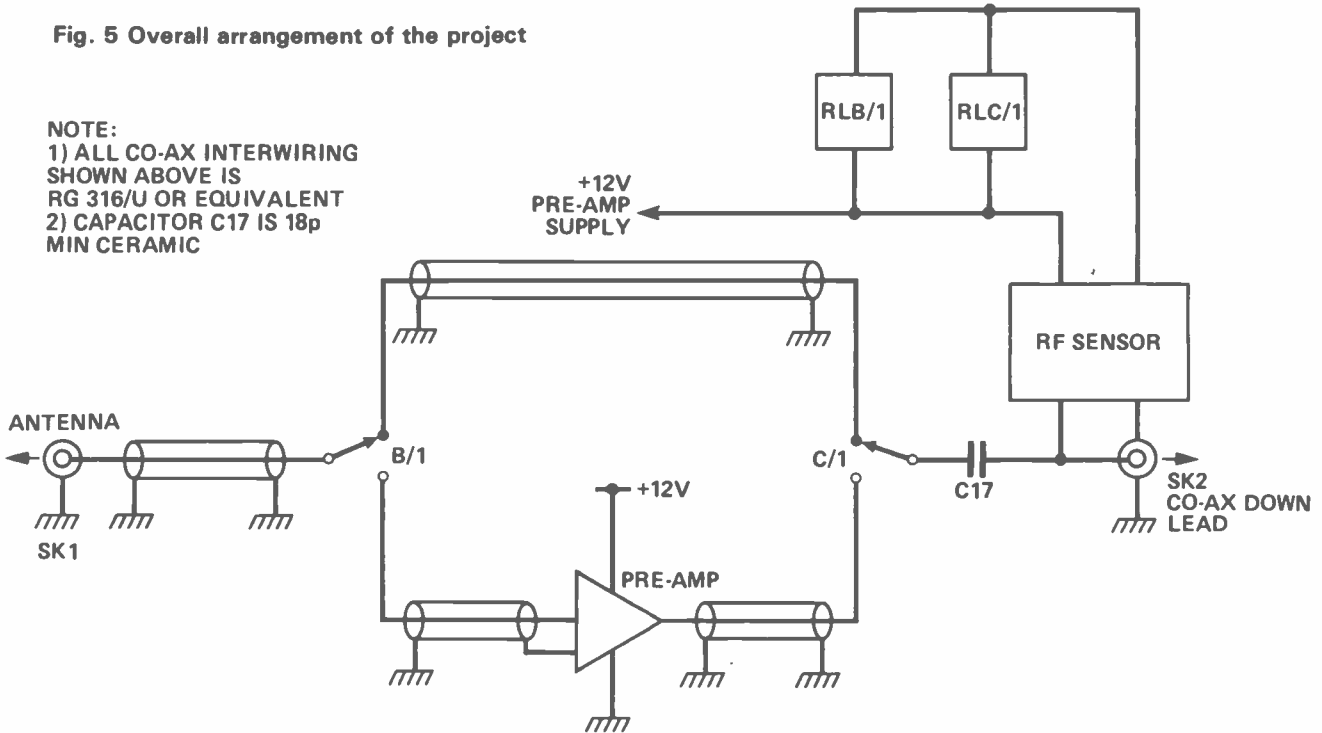 Fig. 5 Overall arrangement of the project
NOTE:
1) ALL CO-AX INTERWIRING
SHOWN ABOVE IS
RG 316/U OR EQUIVALENT
2) CAPACITOR C17 IS 18p
MIN CERAMIC
RLB/1
RLC/1
+12V
PRE-AMP
SUPPLY
RF SENSOR
ANTENNA
SK1
B/1
C/1
C17
SK2
CO-AX DOWN
LEAD
+12V
PRE-AMP